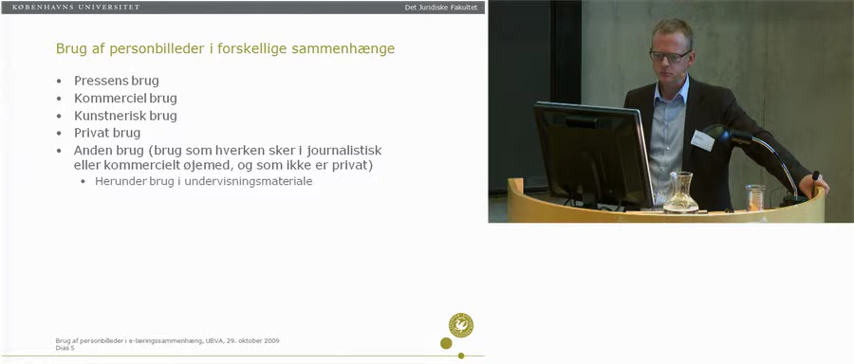 KØBENHAVNS UNIVERSITET
Det Juridiske Fakultet
Brug af personbilleder i forskellige sammenhænge
• Pressens brug
• Kommerciel brug
• Kunstnerisk brug
• Privat brug
• Anden brug (brug som hverken sker i journalistisk
eller kommercielt øjemed, og som ikke er privat)
• Herunder brug i undervisningsmateriale
Brug af personbilleder i e-læringssammenhæng, UBVA, 29. oktober 2009
Dias 5